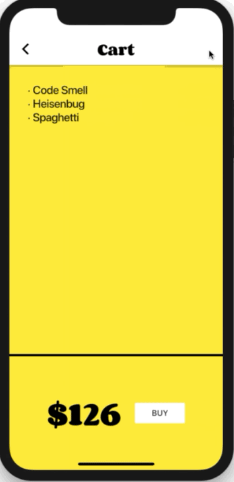 Cart
· Code Smell
· Heisenbug
· Spaghetti
$126 BUY